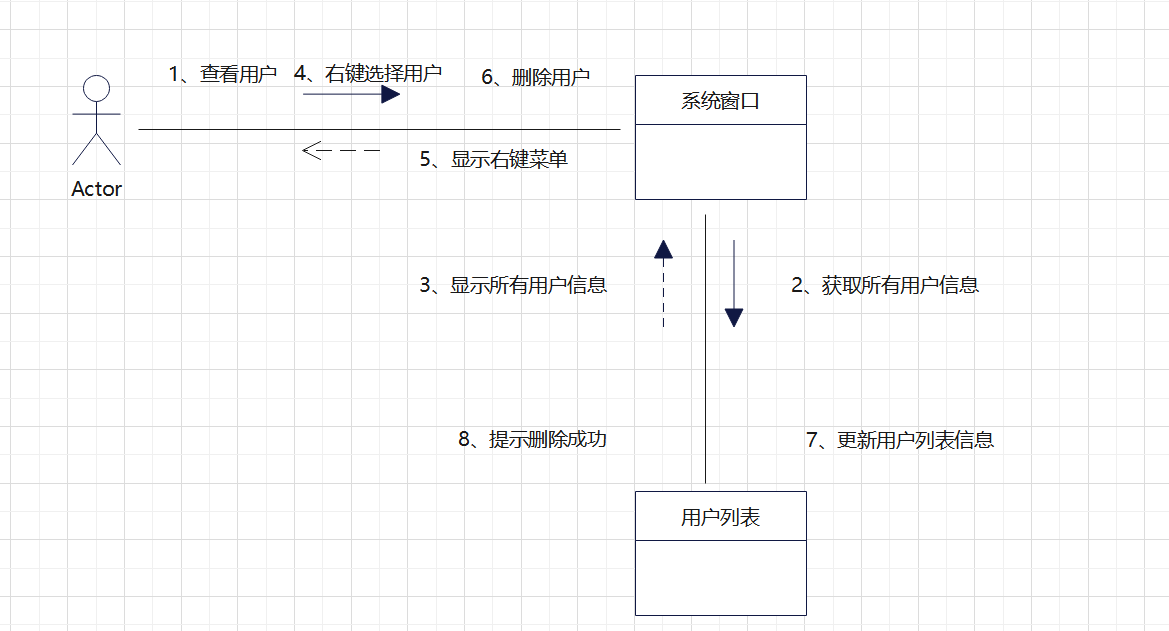 1、查看用户
4、右键选择用户
6、删除用户
系统窗口
5、显示右键菜单
Actor
3、显示所有用户信息
2、获取所有用户信息
8、提示删除成功
7、更新用户列表信息
用户列表